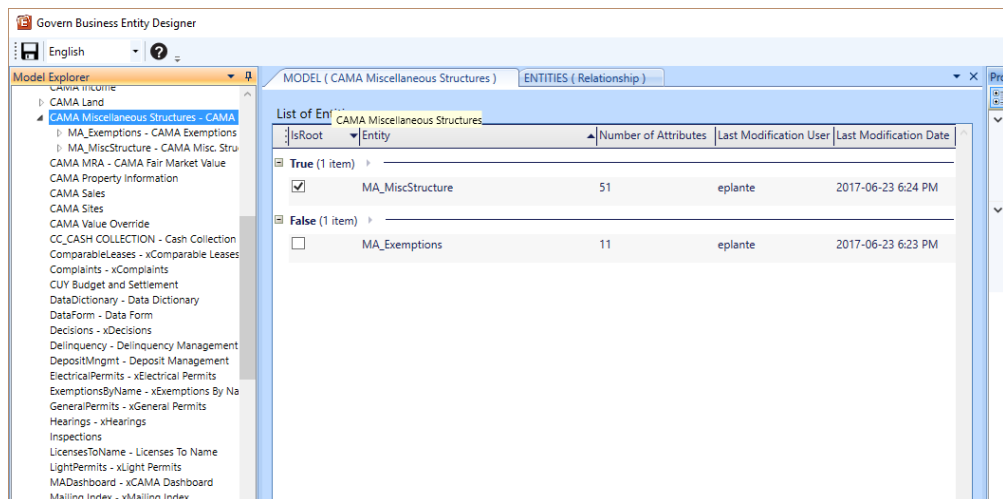 Govern Business Entity Designer
English
Model Explorer
MODEL ( CAMA Miscellaneous Structures )
ENTITIES ( Relationship )
Pro
CAMA Income
CAMA Land
CAMA Miscellaneous Structures - CAMA
MA_Exemptions - CAMA Exemptions
MA_MiscStructure - CAMA Misc. Stru
CAMA MRA - CAMA Fair Market Value
CAMA Property Information
CAMA Sales
CAMA Sites
CAMA Value Override
CC_CASH COLLECTION - Cash Collection
ComparableLeases - xComparable Leases
Complaints - xComplaints
CUY Budget and Settlement
DataDictionary - Data Dictionary
DataForm - Data Form
Decisions - xDecisions
Delinquency - Delinquency Management
DepositMngmt - Deposit Management
ElectricalPermits - xElectrical Permits
ExemptionsByName - xExemptions By Na
GeneralPermits - xGeneral Permits
Hearings - xHearings
Inspections
LicensesToName - Licenses To Name
LightPermits - xLight Permits
MADashboard - xCAMA Dashboard
Mailing Index - xMailing Index
List of Enti
CAMA Miscellaneous Structures
IsRoot Entity Number of Attributes Last Modification User Last Modification Date
True (1 item)
MA_MiscStructure 51 eplante 2017-06-23 6:24 PM
False (1 item)
MA_Exemptions 11 eplante 2017-06-23 6:23 PM